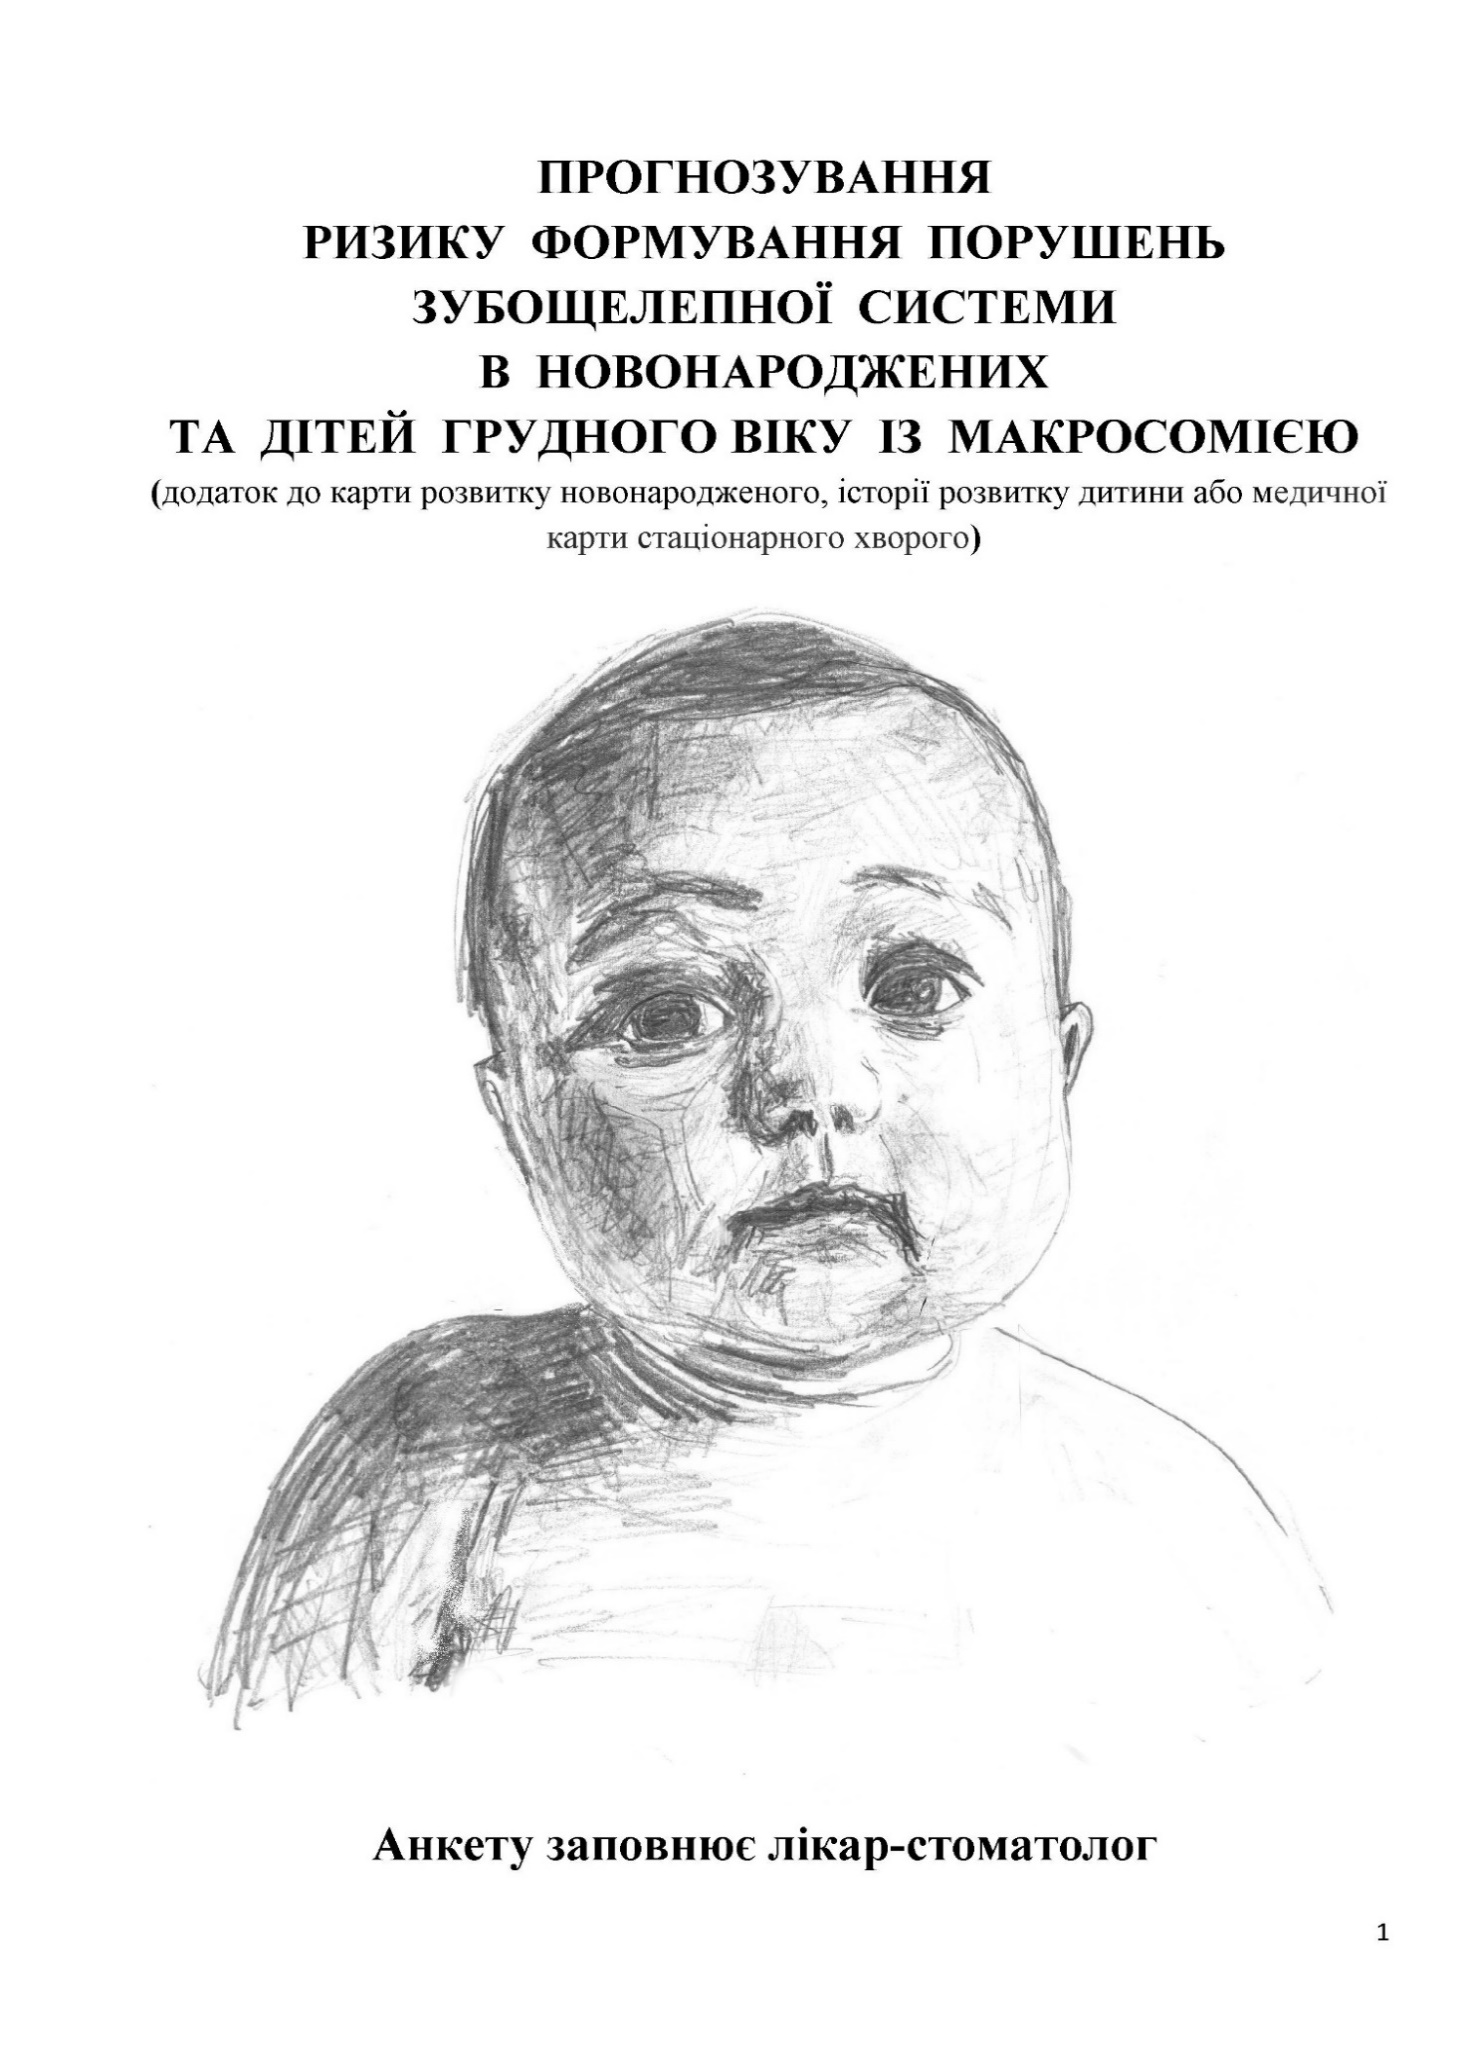 ПРОГНОЗУВАННЯ
РИЗИКУ ФОРМУВАННЯ ПОРУШЕНЬ
ЗУБОЩЕЛЕПНОЇ СИСТЕМИ
В НОВОНАРОДЖЕНИХ
ТА ДІТЕЙ ГРУДНОГО ВІКУ ІЗ МАКРОСОМІЄЮ
(додаток до карти розвитку новонародженого, історії розвитку дитини або медичної
карти стаціонарного хворого)
Анкету заповнює лікар-стоматолог
1